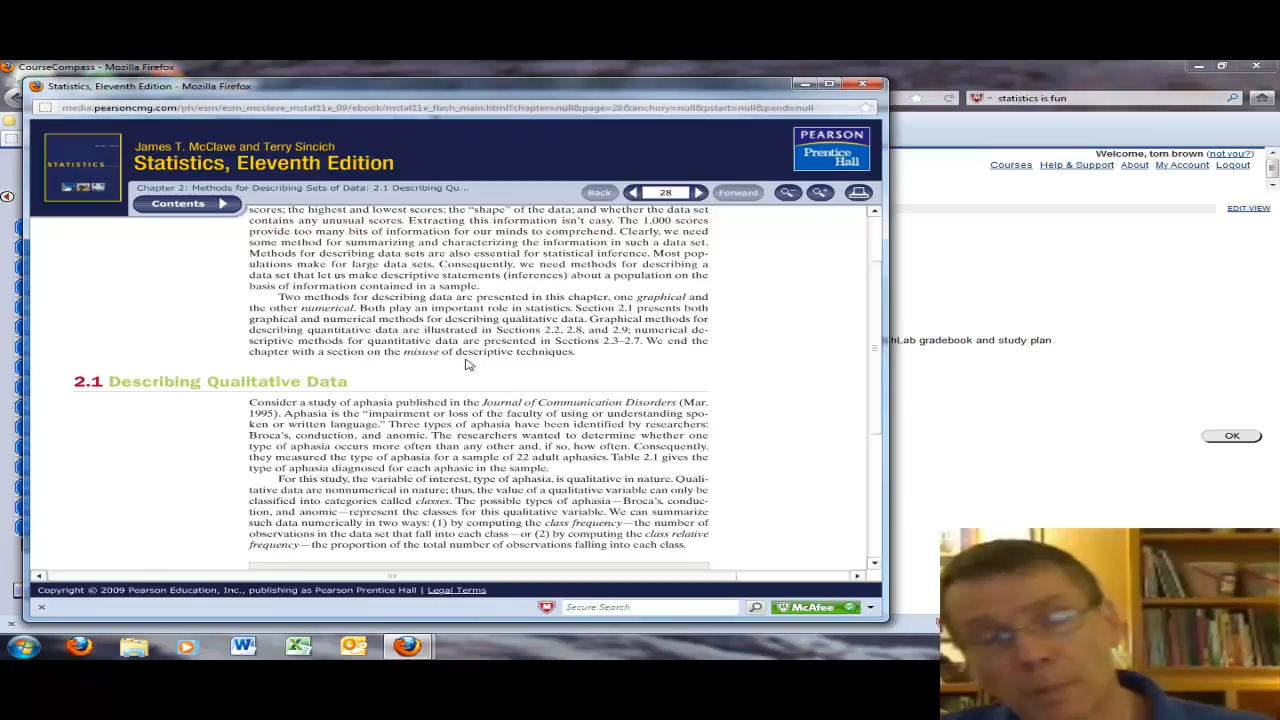 CourseCompass - Mozilla Firefox
Statistics, Eleventh Edition - Mozilla Firefox
media.pearsoncmg.com/ph/esm/esm_mcclave_mstat11e_09/ebook/mstat11e_flash_main.html?chapter=null&page=28&anchory=null&pstart=null&pend=null
statistics is fun
STATISTICS
James T. McClave and Terry Sincich
Statistics, Eleventh Edition
PEARSON
Prentice
Hall
Welcome, tom brown (not you?)
Courses Help & Support About My Account Logout
Chapter 2: Methods for Describing Sets of Data: 2.1 Describing Qu...
Contents
Back 28 Forward
EDIT VIEW
scores; the highest and lowest scores; the “shape” of the data; and whether the data set
contains any unusual scores. Extracting this information isn't easy. The 1,000 scores
provide too many bits of information for our minds to comprehend. Clearly, we need
some method for summarizing and characterizing the information in such a data set.
Methods for describing data sets are also essential for statistical inference. Most pop-
ulations make for large data sets. Consequently, we need methods for describing a
data set that let us make descriptive statements (inferences) about a population on the
basis of information contained in a sample.
Two methods for describing data are presented in this chapter, one graphical and
the other numerical. Both play an important role in statistics. Section 2.1 presents both
graphical and numerical methods for describing qualitative data. Graphical methods for
describing quantitative data are illustrated in Sections 2.2, 2.8, and 2.9; numerical de-
scriptive methods for quantitative data are presented in Sections 2.3–2.7. We end the
chapter with a section on the misuse of descriptive techniques.
hLab gradebook and study plan.
2.1 Describing Qualitative Data
Consider a study of aphasia published in the Journal of Communication Disorders (Mar.
1995). Aphasia is the “impairment or loss of the faculty of using or understanding spo-
ken or written language.” Three types of aphasia have been identified by researchers:
Broca's, conduction, and anomic. The researchers wanted to determine whether one
type of aphasia occurs more often than any other and, if so, how often. Consequently,
they measured the type of aphasia for a sample of 22 adult aphasics. Table 2.1 gives the
type of aphasia diagnosed for each aphasic in the sample.
For this study, the variable of interest, type of aphasia, is qualitative in nature. Quali-
tative data are nonnumerical in nature; thus, the value of a qualitative variable can only be
classified into categories called classes. The possible types of aphasia—Broca's, conduc-
tion, and anomic—represent the classes for this qualitative variable. We can summarize
such data numerically in two ways: (1) by computing the class frequency—the number of
observations in the data set that fall into each class—or (2) by computing the class relative
frequency—the proportion of the total number of observations falling into each class.
OK
Copyright © 2009 Pearson Education, Inc., publishing as Pearson Prentice Hall | Legal Terms
Secure Search
McAfee